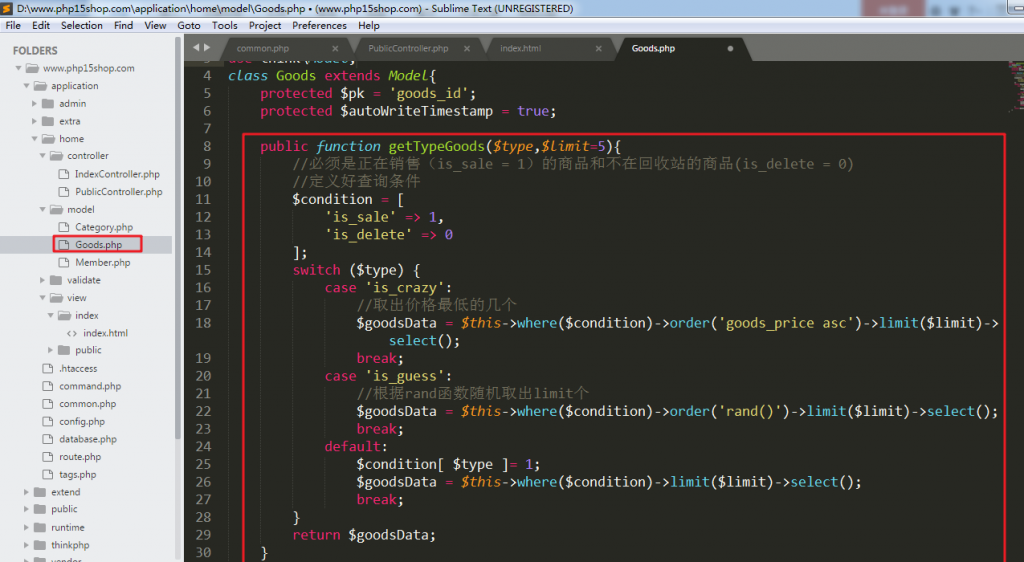 D:\www.php15shop.com\application\home\model\Goods.php • (www.php15shop.com) - Sublime Text (UNREGISTERED)
File Edit Selection Find View Goto Tools Project Preferences Help
FOLDERS
www.php15shop.com
application
admin
extra
home
controller
IndexController.php
PublicController.php
model
Category.php
Goods.php
Member.php
validate
view
index
<> index.html
public
.htaccess
command.php
common.php
config.php
database.php
route.php
tags.php
extend
public
runtime
thinkphp
vendor
common.php × PublicController.php × index.html × Goods.php
4 class Goods extends Model{
5 protected $pk = 'goods_id';
6 protected $autoWriteTimestamp = true;
7
8 public function getTypeGoods($type,$limit=5){
9 //必须是正在销售（is_sale = 1）的商品和不在回收站的商品(is_delete = 0)
10 //定义好查询条件
11 $condition = [
12 'is_sale' => 1,
13 'is_delete' => 0
14 ];
15 switch ($type) {
16 case 'is_crazy':
17 //取出价格最低的几个
18 $goodsData = $this->where($condition)->order('goods_price asc')->limit($limit)->
select();
19 break;
20 case 'is_guess':
21 //根据rand函数随机取出limit个
22 $goodsData = $this->where($condition)->order('rand()')->limit($limit)->select();
23 break;
24 default:
25 $condition[ $type ]= 1;
26 $goodsData = $this->where($condition)->limit($limit)->select();
27 break;
28 }
29 return $goodsData;
30 }